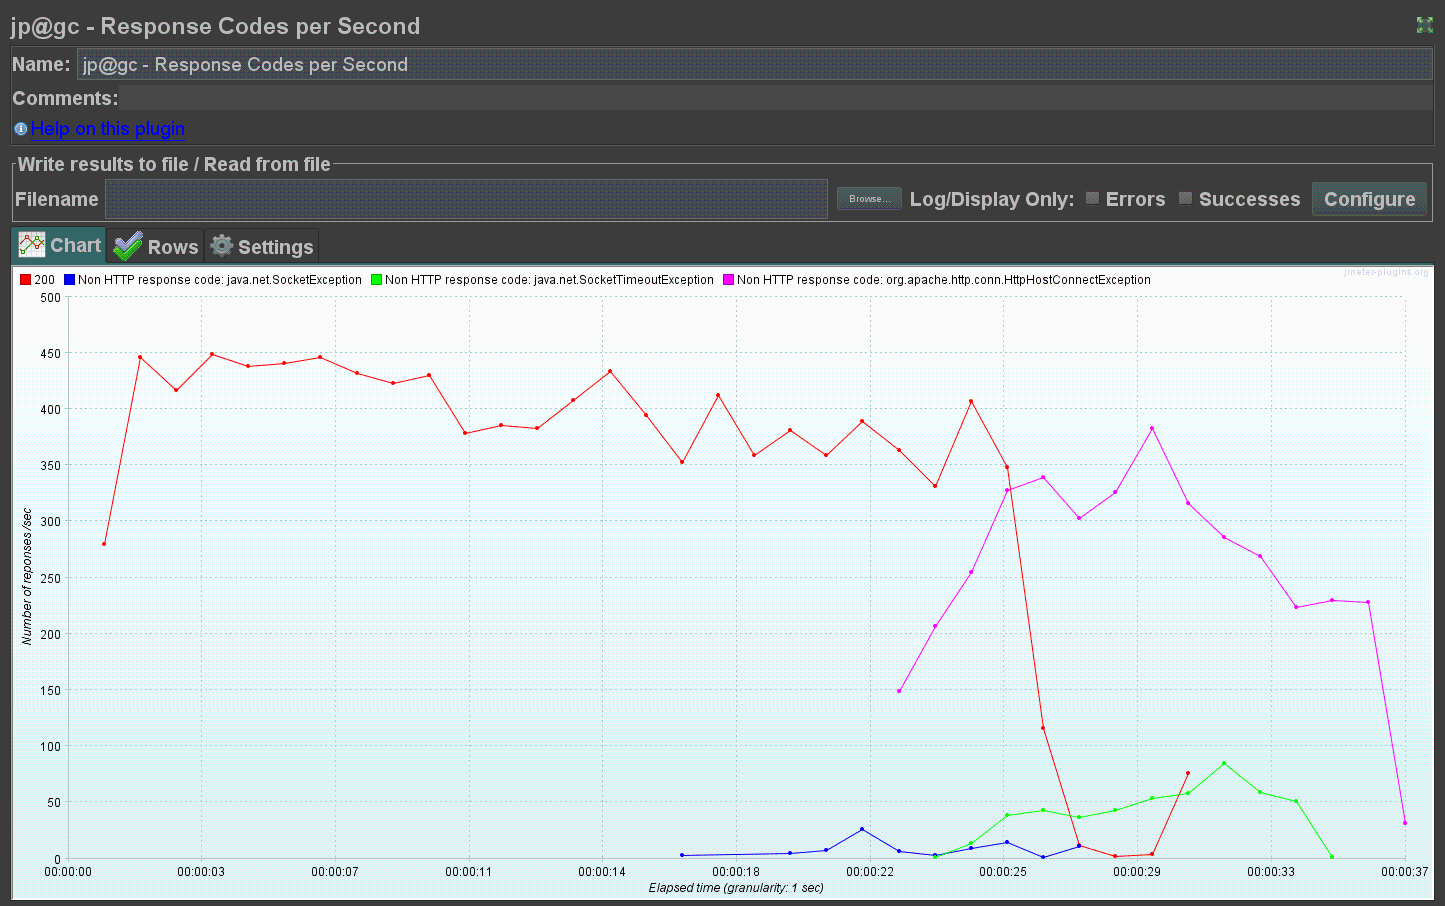 jp@gc - Response Codes per Second
Name: jp@gc - Response Codes per Second
Comments:
Help on this plugin
Write results to file / Read from file
Filename Browse... Log/Display Only: Errors Successes Configure
Chart Rows Settings
jmeter-plugins.org
200 Non HTTP response code: java.net.SocketException Non HTTP response code: java.net.SocketTimeoutException Non HTTP response code: org.apache.http.conn.HttpHostConnectException
500
450
400
350
300
250
200
150
100
50
0
Number of reponses /sec
00:00:00 00:00:03 00:00:07 00:00:11 00:00:14 00:00:18 00:00:22 00:00:25 00:00:29 00:00:33 00:00:37
Elapsed time (granularity: 1 sec)